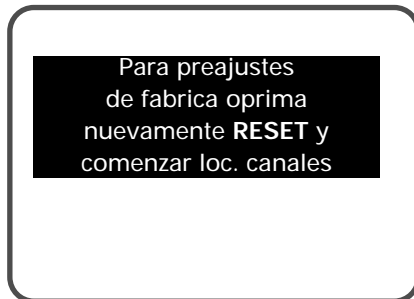 Para preajustes
de fabrica oprima
nuevamente RESET y
comenzar loc. canales